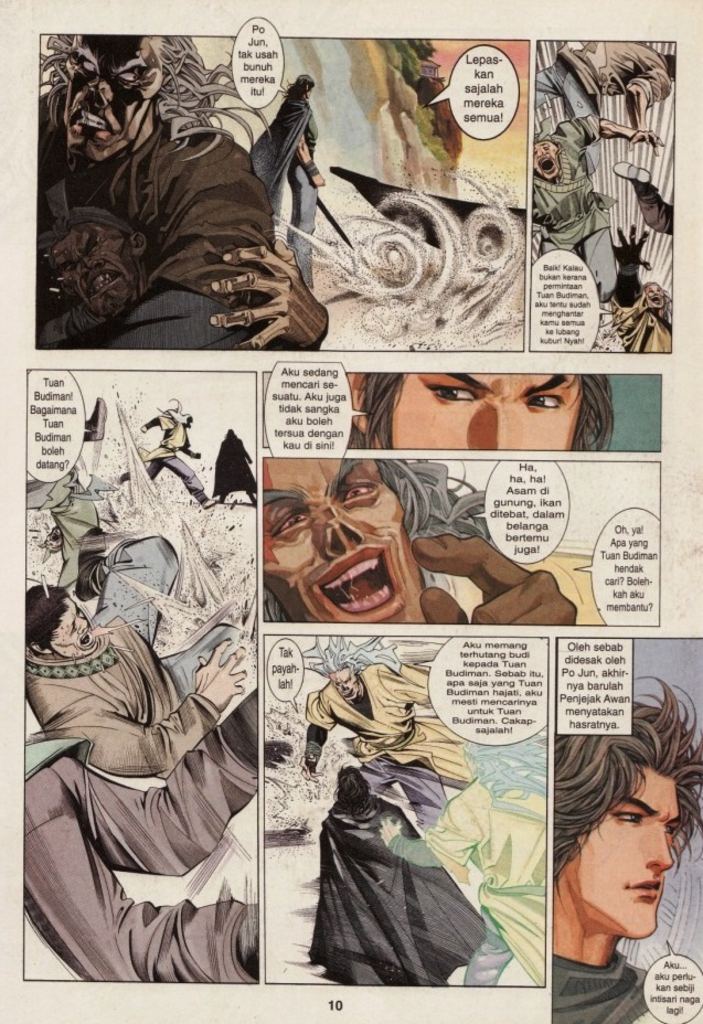 Po
Jun,
tak usah
bunuh
mereka
itu!
Lepas-
kan
sajalah
mereka
semua!
Baik! Kalau
bukan kerana
permintaan
Tuan Budiman,
aku tentu sudah
menghantar
kamu semua
ke lubang
kubur! Nyah!
Tuan
Budiman!
Bagaimana
Tuan
Budiman
boleh
datang?
Aku sedang
mencari se-
suatu. Aku juga
tidak sangka
aku boleh
tersua dengan
kau di sini!
Ha,
ha, ha!
Asam di
gunung, ikan
ditebat, dalam
belanga
bertemu
juga!
Oh, ya!
Apa yang
Tuan Budiman
hendak
cari? Boleh-
kah aku
membantu?
Tak
payah-
lah!
Aku memang
terhutang budi
kepada Tuan
Budiman. Sebab itu,
apa saja yang Tuan
Budiman hajati, aku
mesti mencarinya
untuk Tuan
Budiman. Cakap-
sajalah!
Oleh sebab
didesak oleh
Po Jun, akhir-
nya barulah
Penjejak Awan
menyatakan
hasratnya.
Aku...
aku perlu-
kan sebiji
intisari naga
lagi!
10